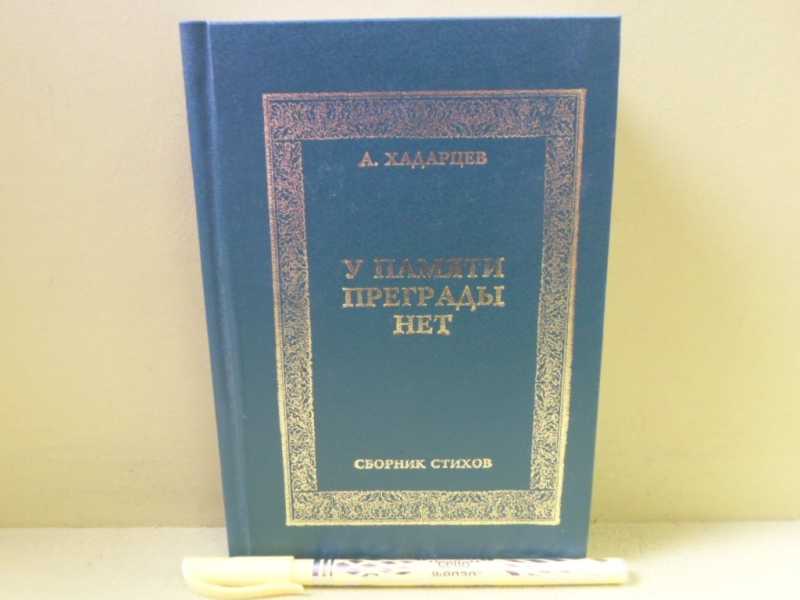 А. ХАДАРЦЕВ
У ПАМЯТИ
ПРЕГРАДЫ
НЕТ
СБОРНИК СТИХОВ